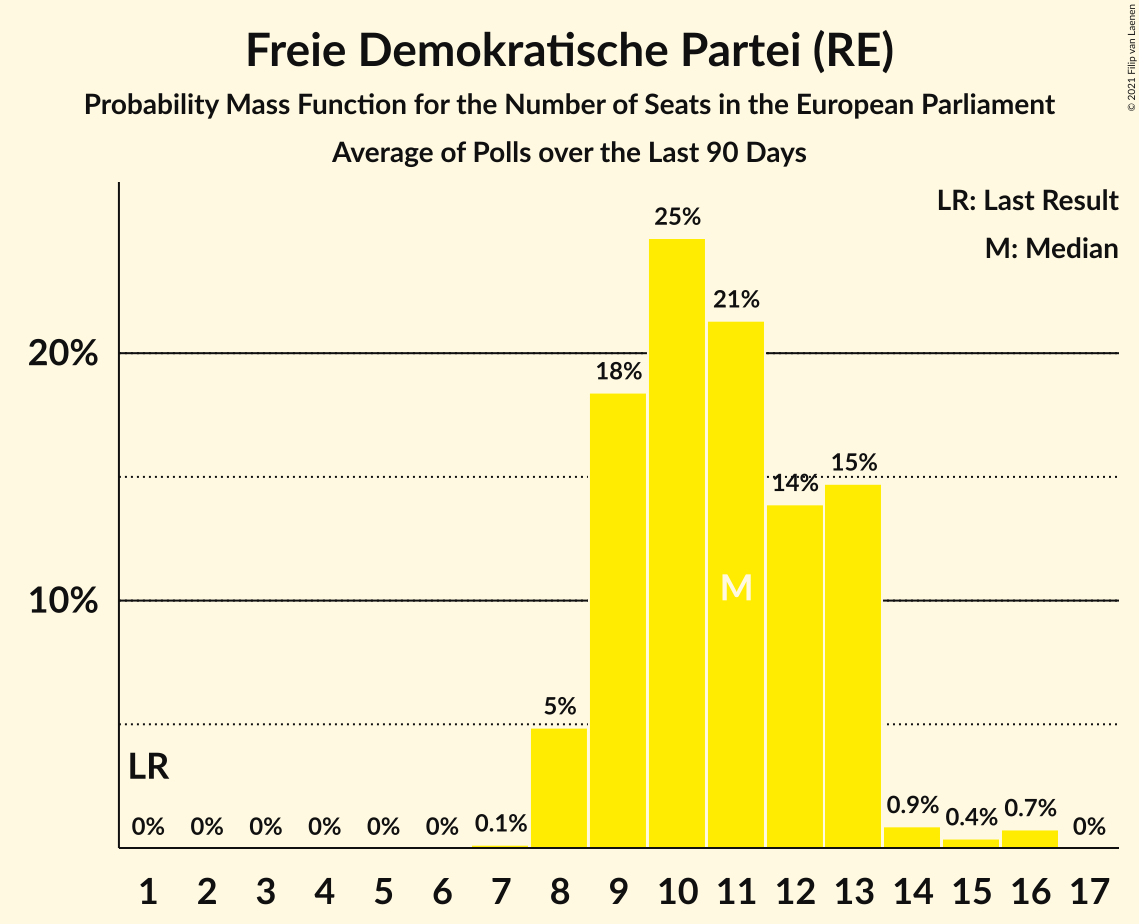 Freie Demokratische Partei (RE)
Probability Mass Function for the Number of Seats in the European Parliament
Average of Polls over the Last 90 Days
© 2021 Filip van Laenen
LR: Last Result
M: Median
25%
21%
20%
18%
15%
14%
M
10%
5%
LR
0% 0% 0% 0% 0% 0% 0.1% 0.9% 0.4% 0.7% 0%
1 2 3 4 5 6 7 8 9 10 11 12 13 14 15 16 17